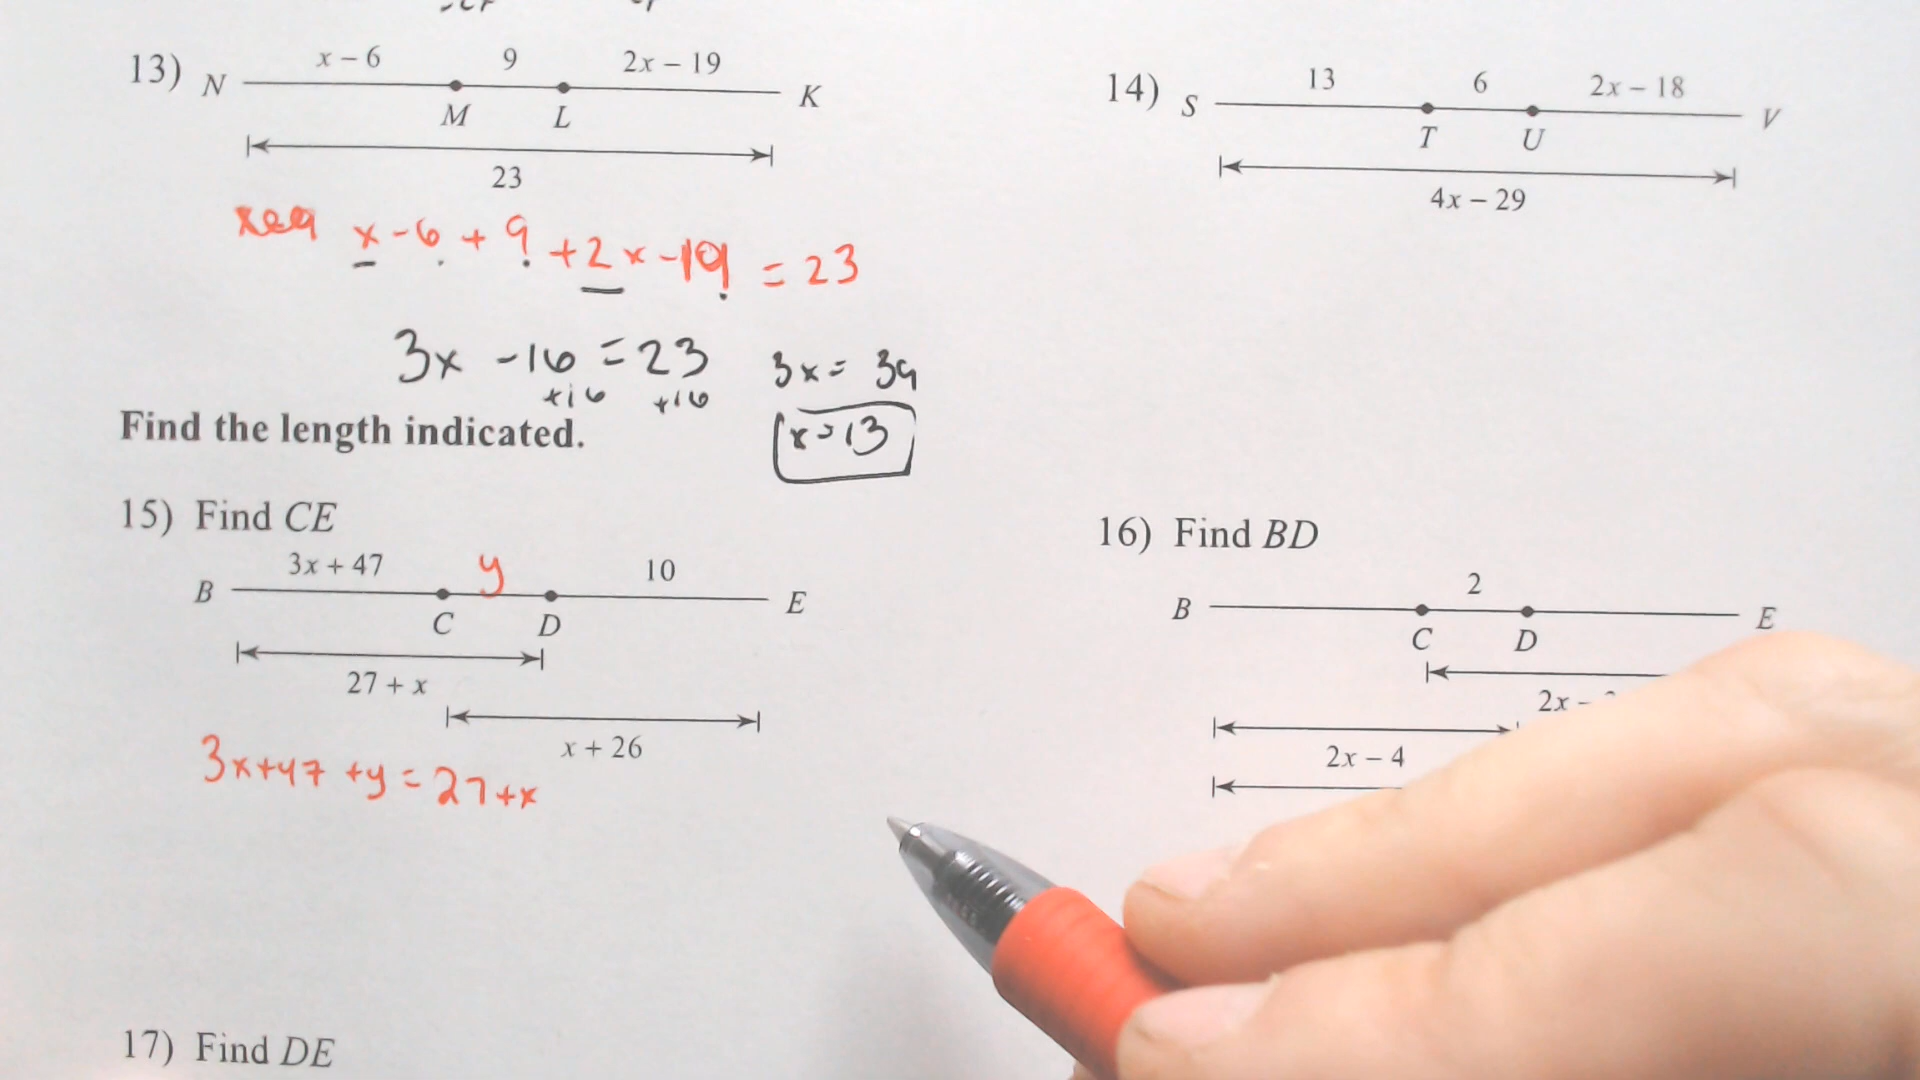 13) N x – 6 9 2x – 19 K
M L
23
x - 6 + 9 + 2x - 19 = 23
3x - 16 = 23
+16 +16
3x = 39
x = 13
14) S 13 6 2x – 18 V
T U
4x – 29
Find the length indicated.
15) Find CE
3x + 47 y 10
B C D E
27 + x
x + 26
3x+47 +y = 27+x
16) Find BD
2
B C D E
2x –
2x – 4
17) Find DE